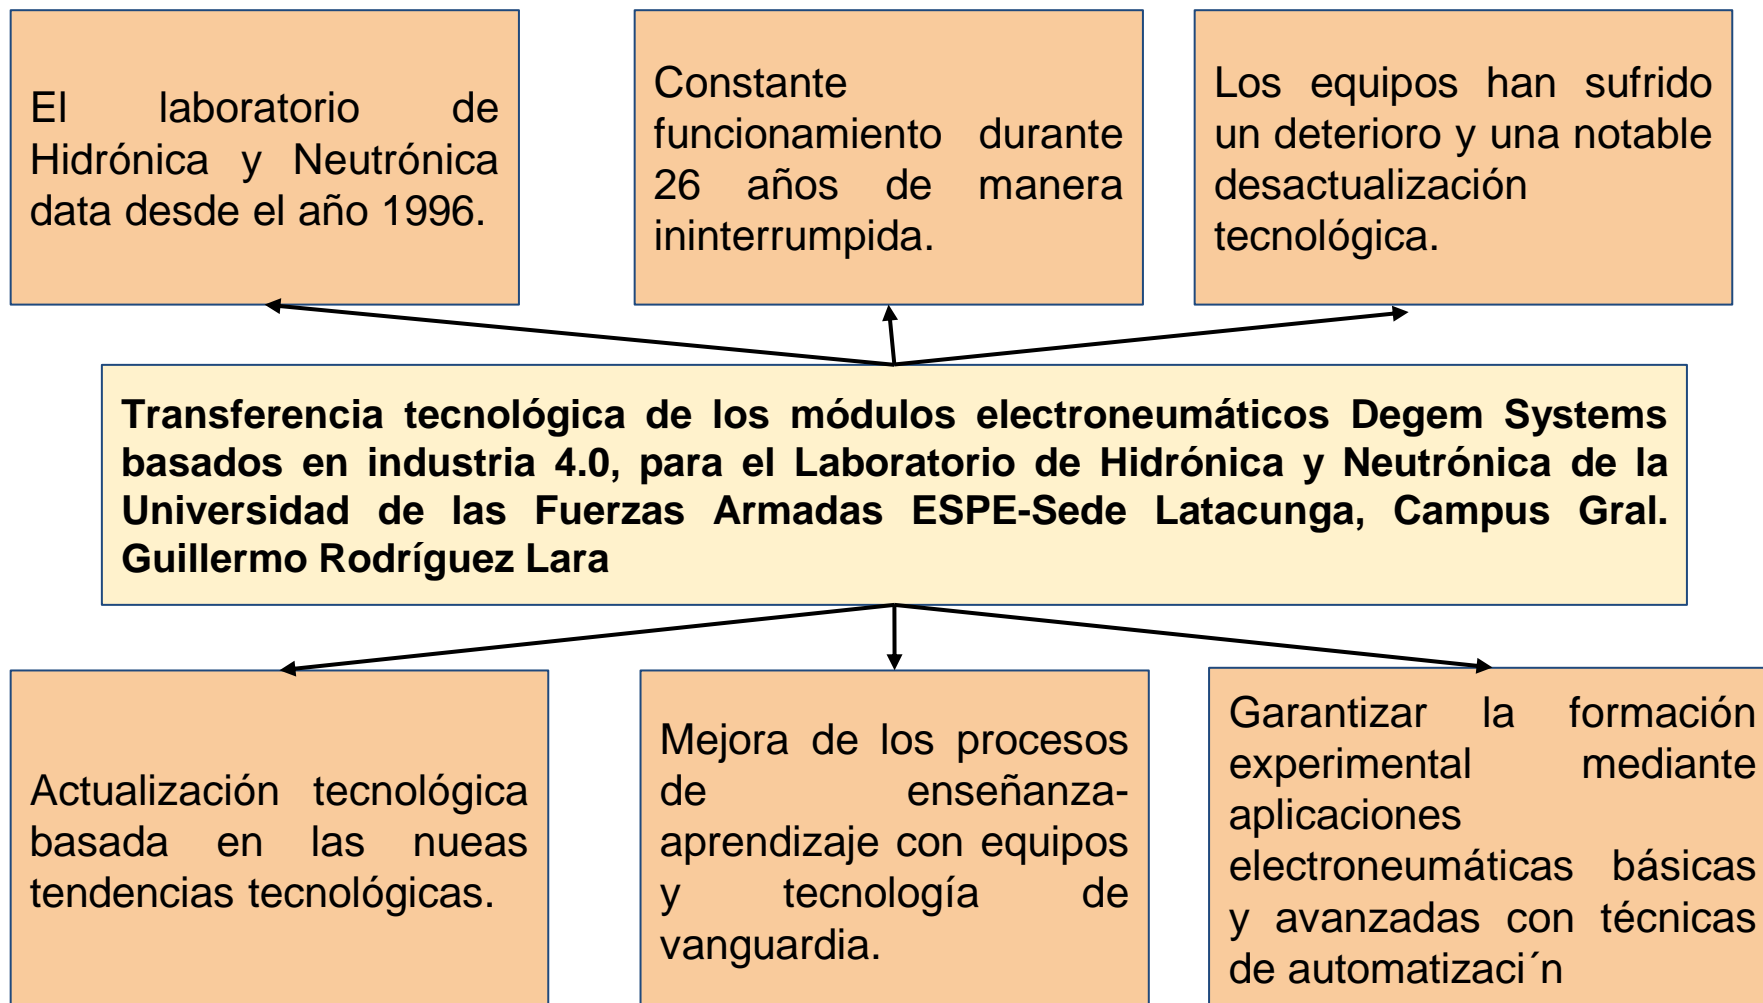 El laboratorio de
Hidrónica y Neutrónica
data desde el año 1996.
Constante
funcionamiento durante
26 años de manera
ininterrumpida.
Los equipos han sufrido
un deterioro y una notable
desactualización
tecnológica.
Transferencia tecnológica de los módulos electroneumáticos Degem Systems
basados en industria 4.0, para el Laboratorio de Hidrónica y Neutrónica de la
Universidad de las Fuerzas Armadas ESPE-Sede Latacunga, Campus Gral.
Guillermo Rodríguez Lara
Actualización tecnológica
basada en las nueas
tendencias tecnológicas.
Mejora de los procesos
de enseñanza-
aprendizaje con equipos
y tecnología de
vanguardia.
Garantizar la formación
experimental mediante
aplicaciones
electroneumáticas básicas
y avanzadas con técnicas
de automatizaci´n